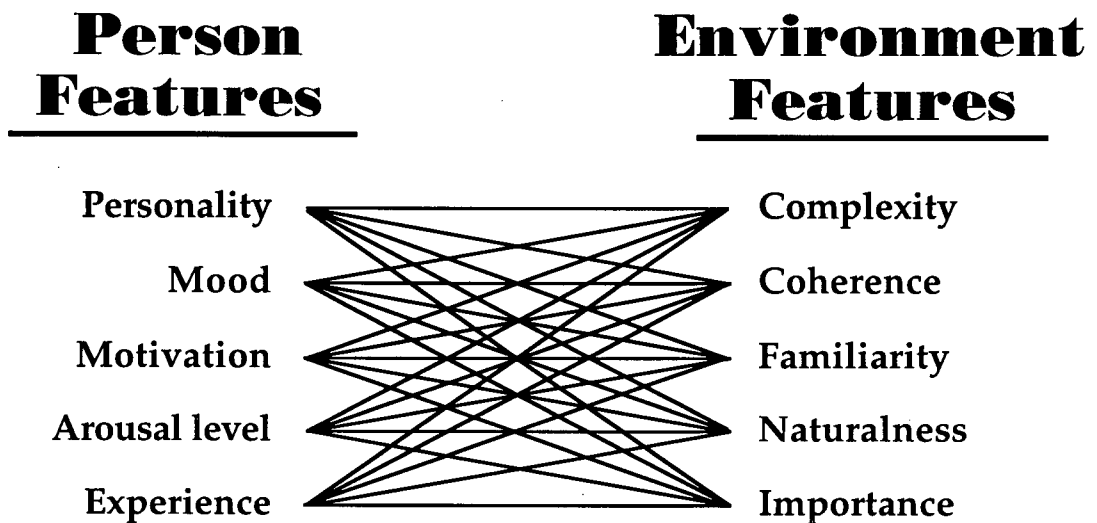 Person
Features
Environment
Features
Personality
Mood
Motivation
Arousal level
Experience
Complexity
Coherence
Familiarity
Naturalness
Importance